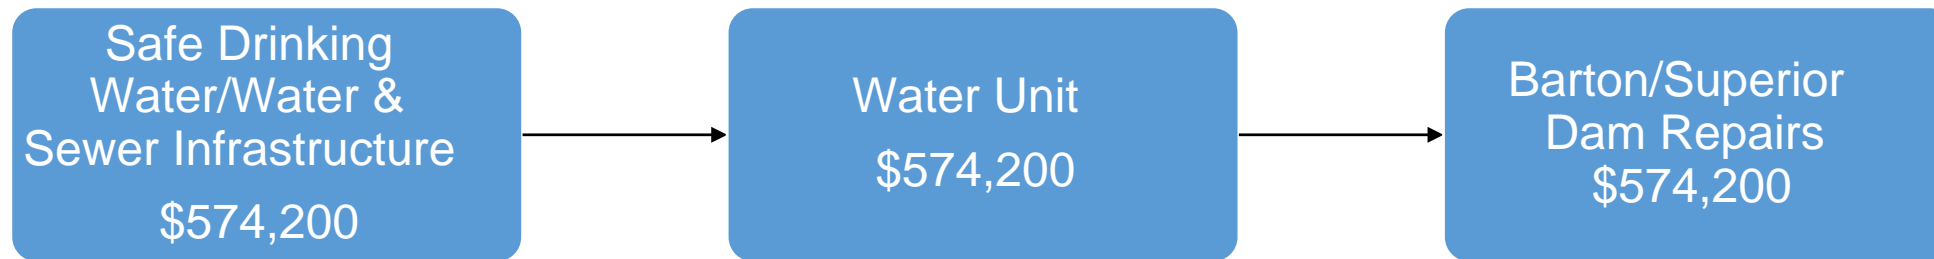 Safe Drinking
Water/Water &
Sewer Infrastructure
$574,200
Water Unit
$574,200
Barton/Superior
Dam Repairs
$574,200